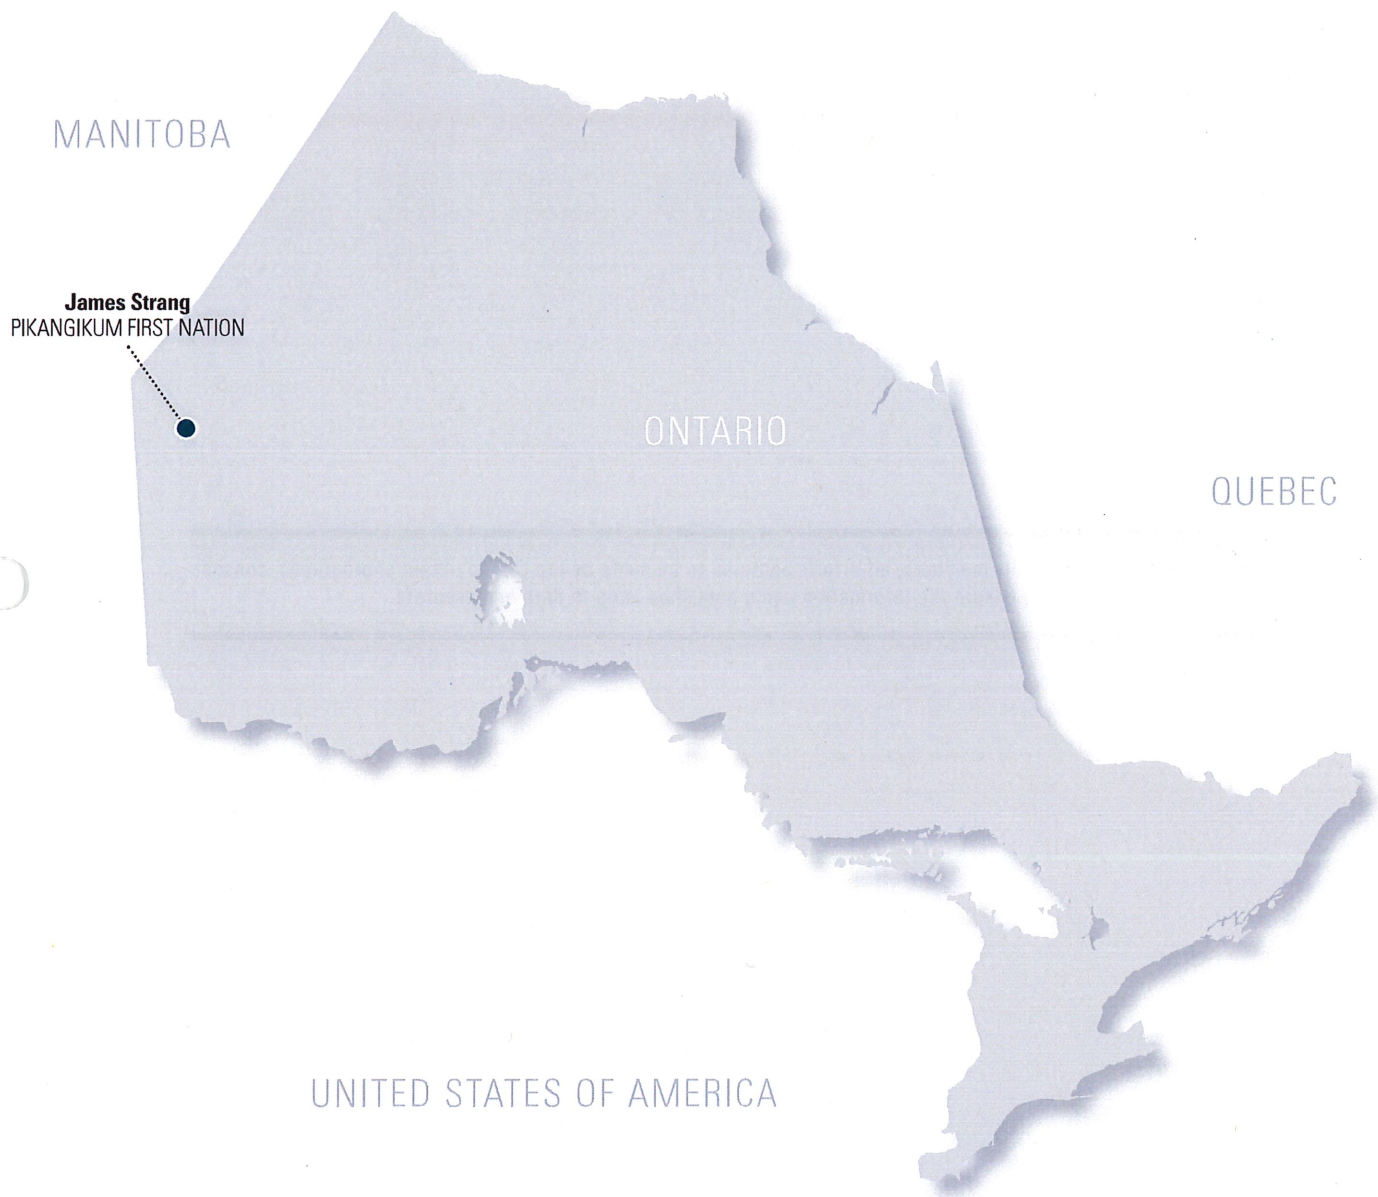 MANITOBA
James Strang
PIKANGIKUM FIRST NATION
ONTARIO
QUEBEC
UNITED STATES OF AMERICA